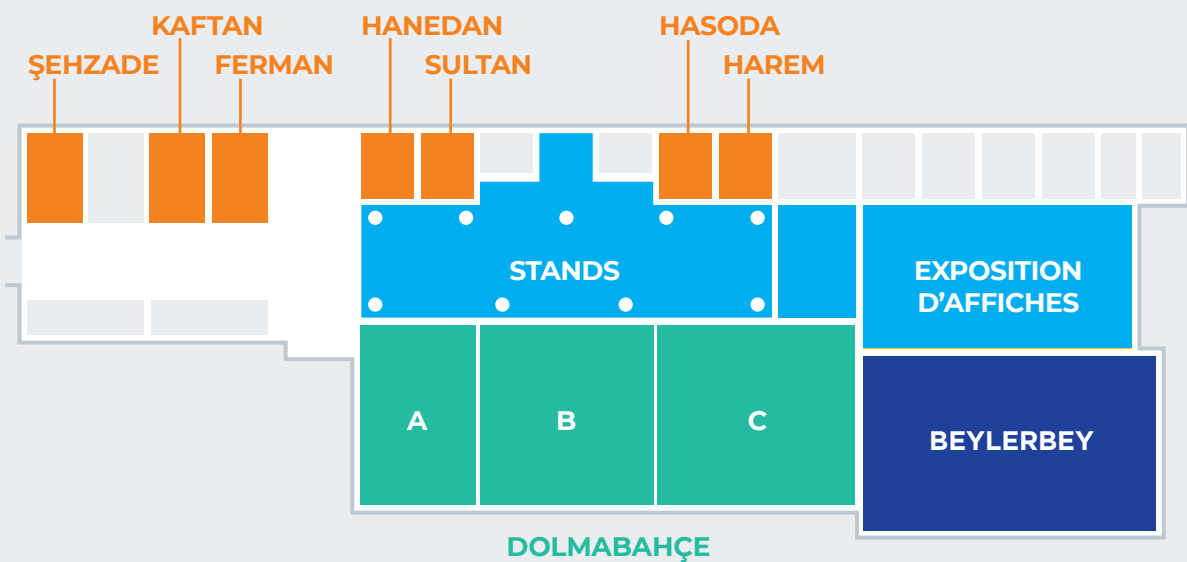 KAFTAN HANEDAN HASODA
ŞEHZADE FERMAN SULTAN HAREM
STANDS
EXPOSITION
D'AFFICHES
A B C
BEYLERBEY
DOLMABAHÇE